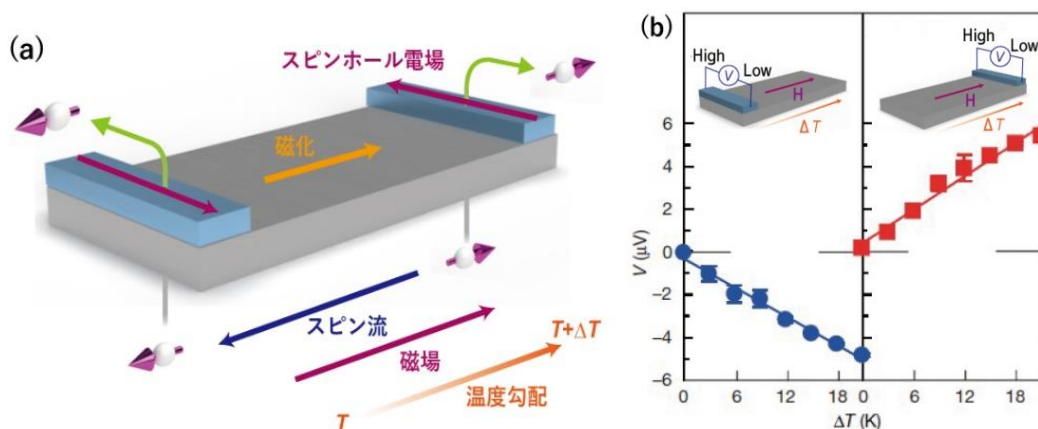 (a)
スピンホール電場
磁化
スピン流
磁場
T+ΔT
温度勾配
T
(b)
High
V
Low
H
ΔT
High
V
Low
H
ΔT
6
4
2
0
−2
−4
−6
V (μV)
0
6
12
0
6
12
18
ΔT (K)